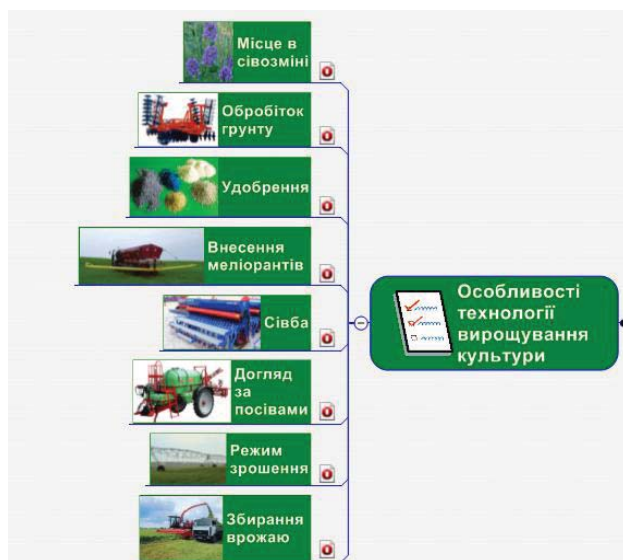 Місце в
сівозміні
Обробіток
грунту
Удобрення
Внесення
меліорантів
Сівба
Догляд
за
посівами
Режим
зрошення
Збирання
врожаю
Особливості
технології
вирощування
культури